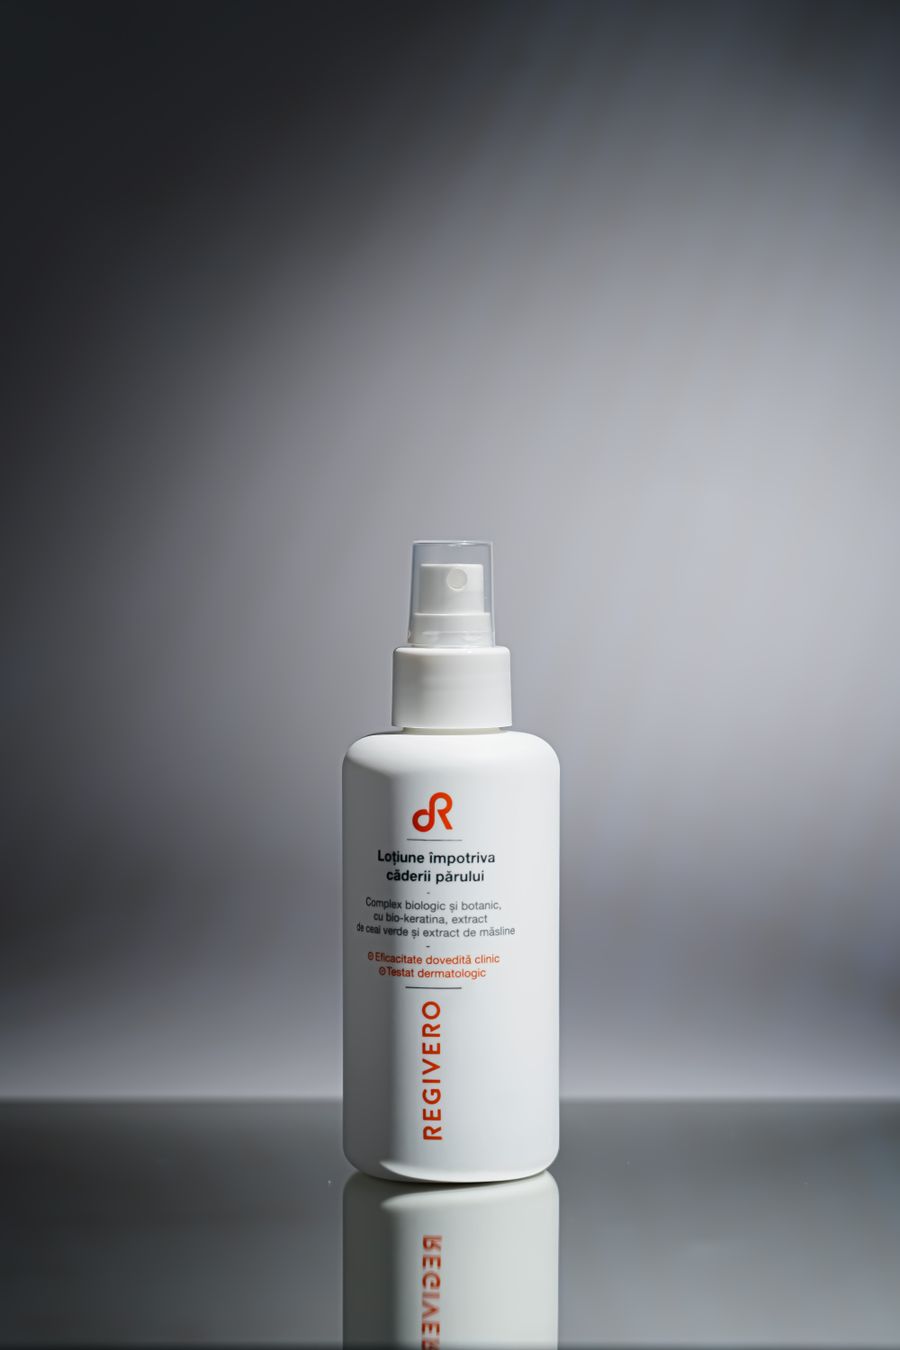 dR
Loțiune împotriva
căderii părului
-
Complex biologic și botanic,
cu bio-keratina, extract
de ceai verde și extract de măsline
-
Eficacitate dovedită clinic
Testat dermatologic
REGIVERO